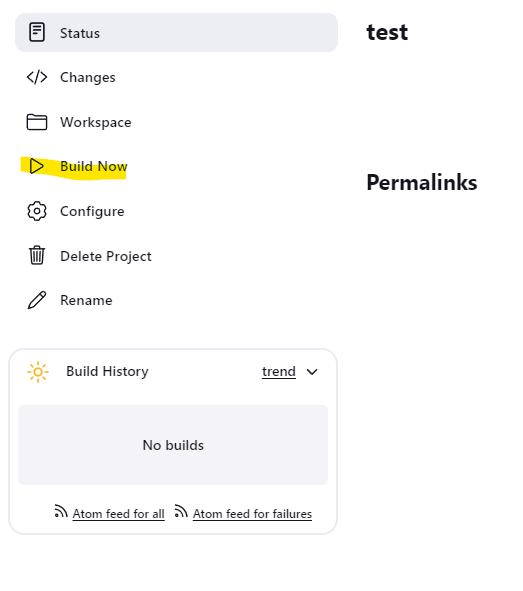 Status
Changes
Workspace
Build Now
Configure
Delete Project
Rename
Build History
trend
No builds
Atom feed for all
Atom feed for failures
test
Permalinks